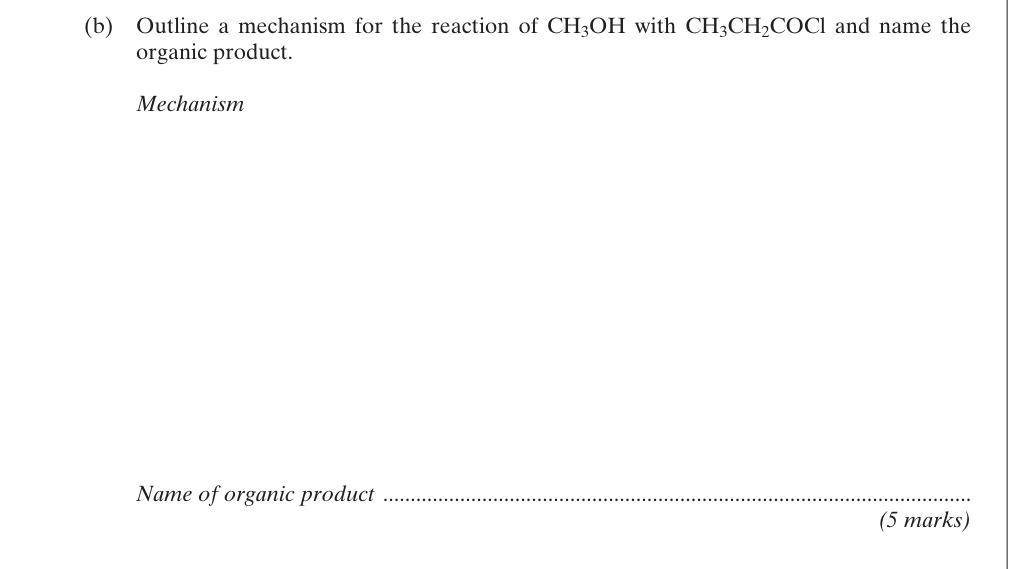 (b) Outline a mechanism for the reaction of CH₃OH with CH₃CH₂COCl and name the
organic product.
Mechanism
Name of organic product ................................................................................................
(5 marks)